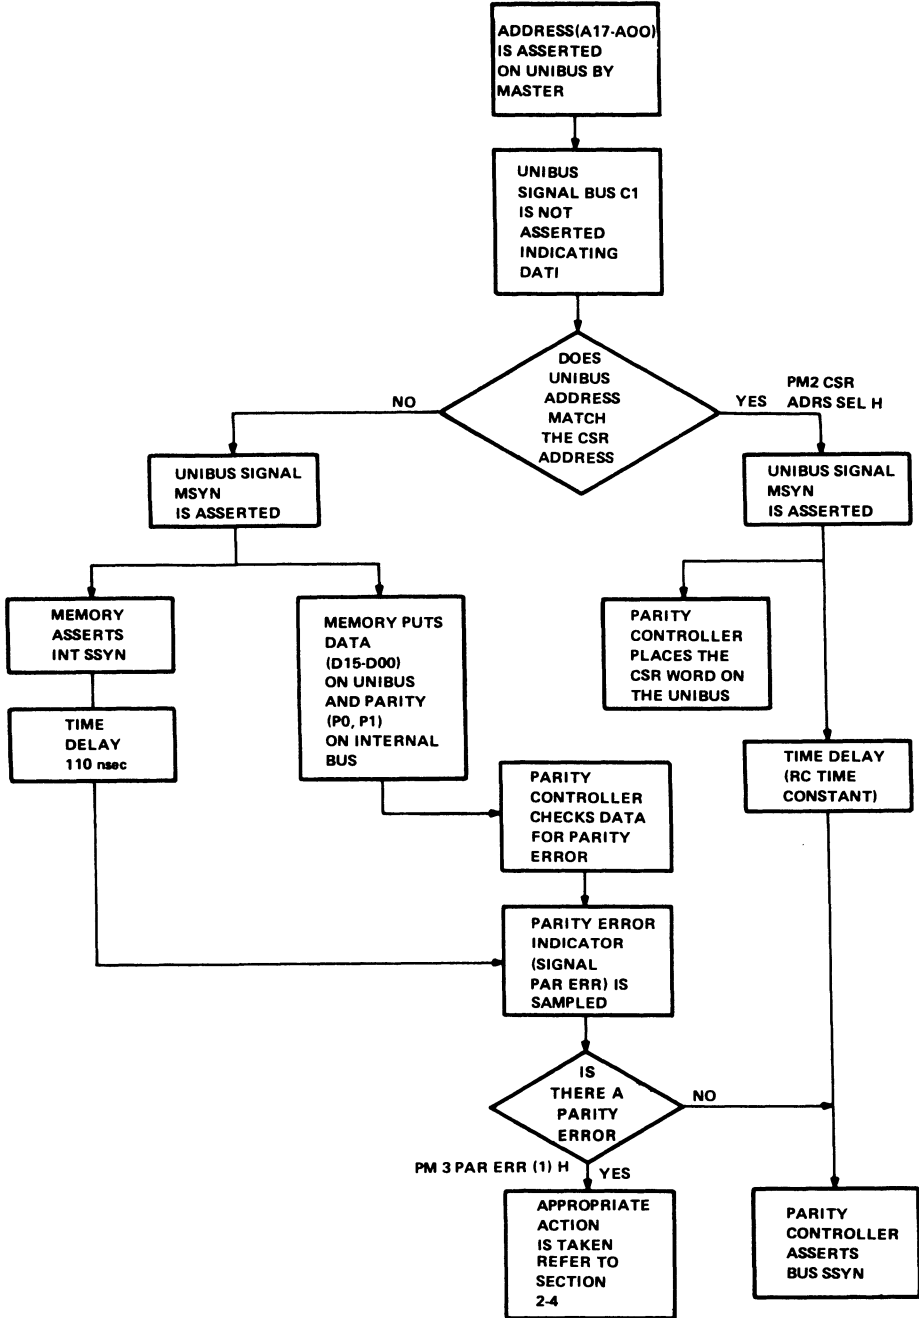 ADDRESS(A17-AOO)
IS ASSERTED
ON UNIBUS BY
MASTER
UNIBUS
SIGNAL BUS C1
IS NOT
ASSERTED
INDICATING
DATI
DOES
UNIBUS
ADDRESS
MATCH
THE CSR
ADDRESS
NO
YES
PM2 CSR
ADRS SEL H
UNIBUS SIGNAL
MSYN
IS ASSERTED
UNIBUS SIGNAL
MSYN
IS ASSERTED
MEMORY
ASSERTS
INT SSYN
MEMORY PUTS
DATA
(D15-D00)
ON UNIBUS
AND PARITY
(P0, P1)
ON INTERNAL
BUS
PARITY
CONTROLLER
PLACES THE
CSR WORD ON
THE UNIBUS
TIME
DELAY
110 nsec
TIME DELAY
(RC TIME
CONSTANT)
PARITY
CONTROLLER
CHECKS DATA
FOR PARITY
ERROR
PARITY ERROR
INDICATOR
(SIGNAL
PAR ERR) IS
SAMPLED
IS
THERE A
PARITY
ERROR
NO
PM 3 PAR ERR (1) H
YES
APPROPRIATE
ACTION
IS TAKEN
REFER TO
SECTION
2-4
PARITY
CONTROLLER
ASSERTS
BUS SSYN